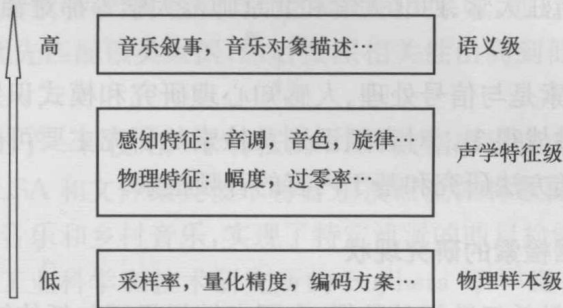 高 音乐叙事，音乐对象描述… 语义级
感知特征：音调，音色，旋律…
物理特征：幅度，过零率…
声学特征级
低 采样率，量化精度，编码方案… 物理样本级